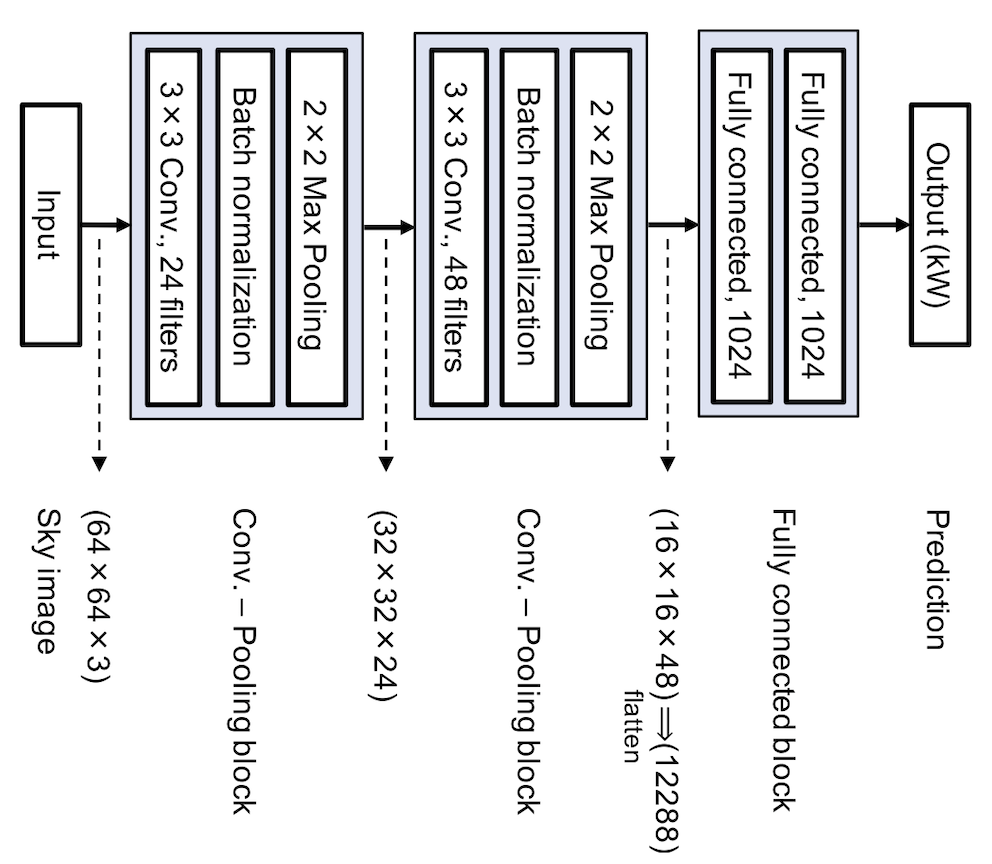 Input
3×3 Conv., 24 filters
Batch normalization
2×2 Max Pooling
3×3 Conv., 48 filters
Batch normalization
2×2 Max Pooling
Fully connected, 1024
Fully connected, 1024
Output (kW)
Sky image
(64×64×3)
Conv. – Pooling block
(32×32×24)
Conv. – Pooling block
(16×16×48)⟹(12288)
flatten
Fully connected block
Prediction